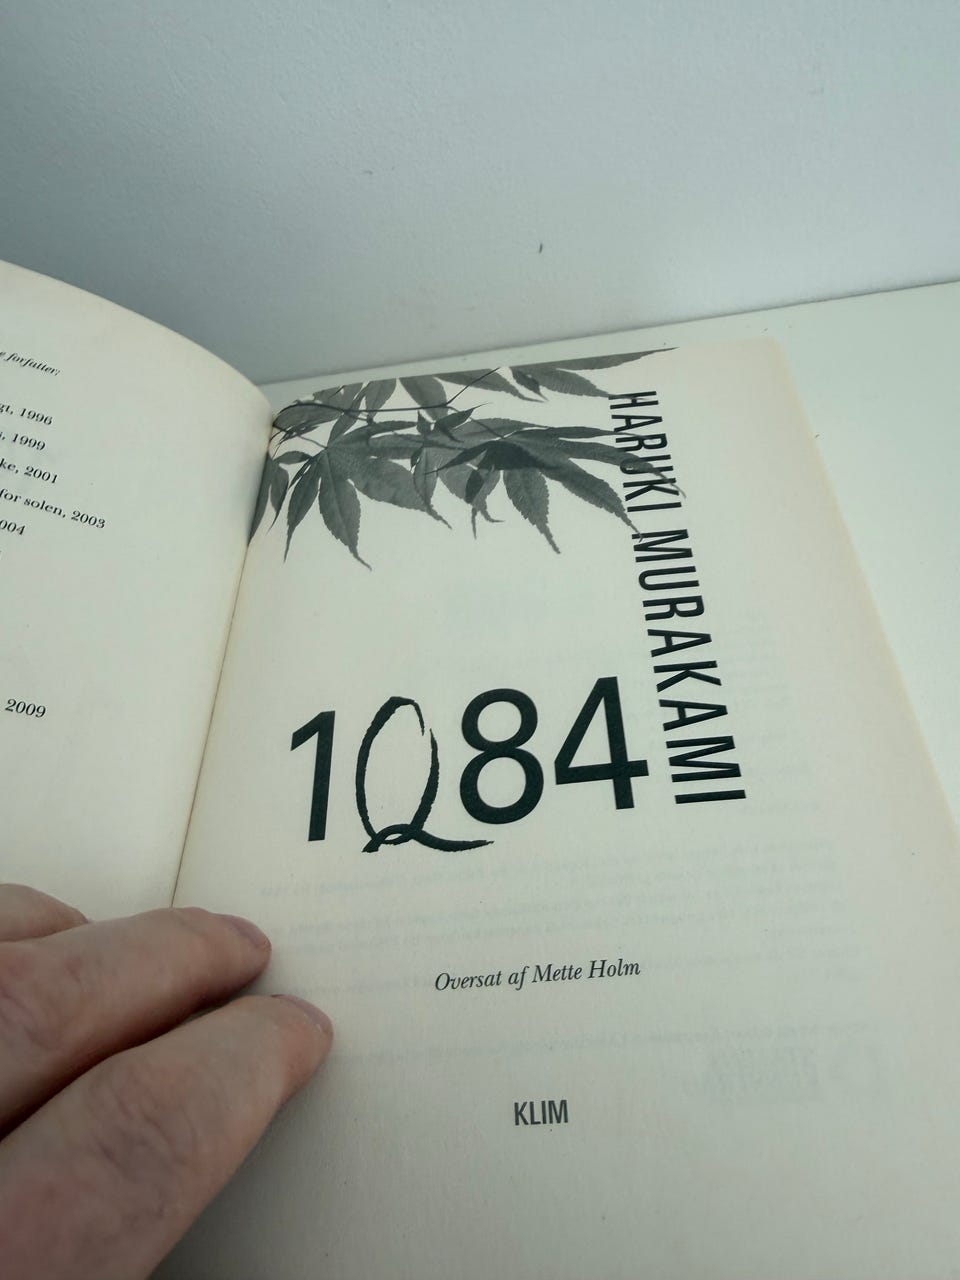 forfatter:
1996
1999
2001
for solen, 2003
2009
HARUKI MURAKAMI
1Q84
Oversat af Mette Holm
KLIM